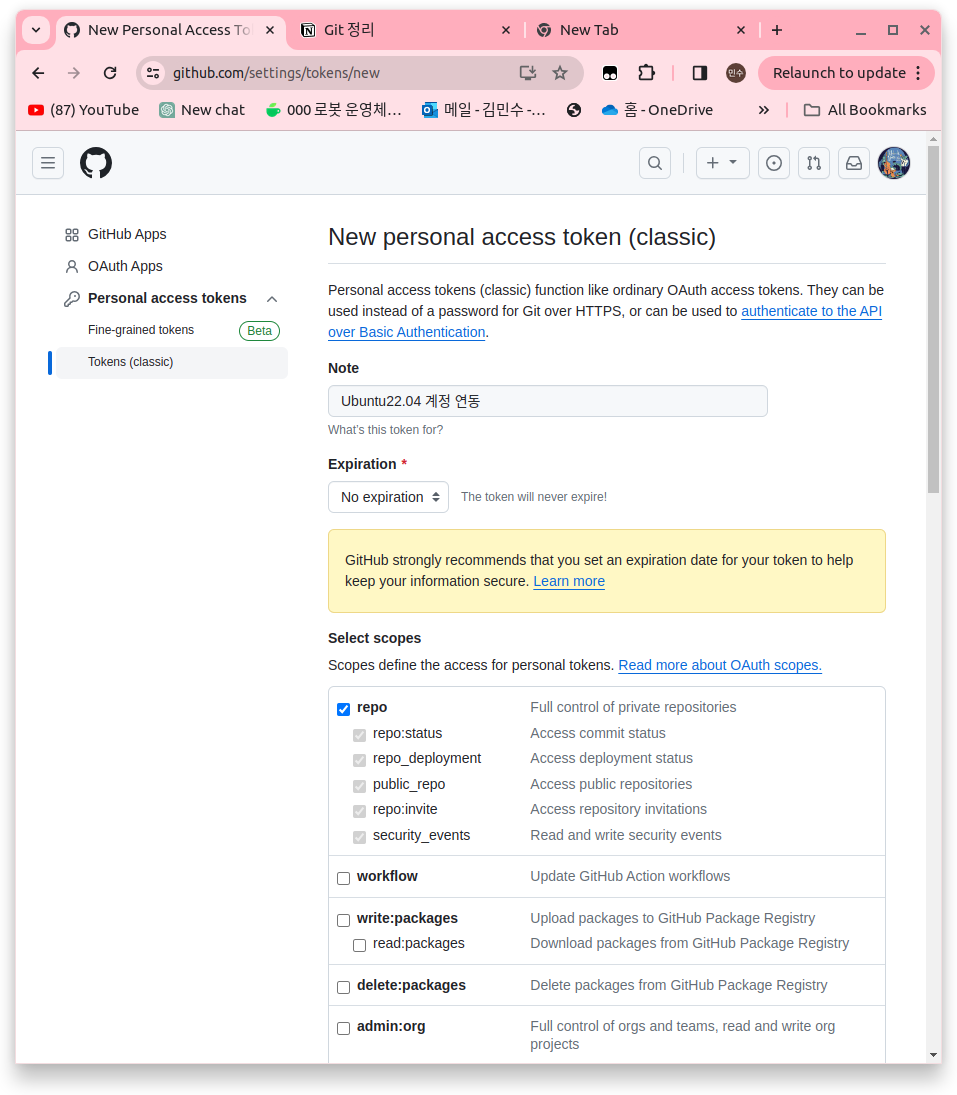 New Personal Access To
Git 정리
New Tab
github.com/settings/tokens/new
민수
Relaunch to update
(87) YouTube
New chat
000 로봇 운영체…
메일 - 김민수 -…
홈 - OneDrive
All Bookmarks
GitHub Apps
OAuth Apps
Personal access tokens
Fine-grained tokens
Beta
Tokens (classic)
New personal access token (classic)
Personal access tokens (classic) function like ordinary OAuth access tokens. They can be
used instead of a password for Git over HTTPS, or can be used to authenticate to the API
over Basic Authentication.
Note
Ubuntu22.04 계정 연동
What's this token for?
Expiration *
No expiration
The token will never expire!
GitHub strongly recommends that you set an expiration date for your token to help
keep your information secure. Learn more
Select scopes
Scopes define the access for personal tokens. Read more about OAuth scopes.
repo Full control of private repositories
repo:status Access commit status
repo_deployment Access deployment status
public_repo Access public repositories
repo:invite Access repository invitations
security_events Read and write security events
workflow Update GitHub Action workflows
write:packages Upload packages to GitHub Package Registry
read:packages Download packages from GitHub Package Registry
delete:packages Delete packages from GitHub Package Registry
admin:org Full control of orgs and teams, read and write org
projects